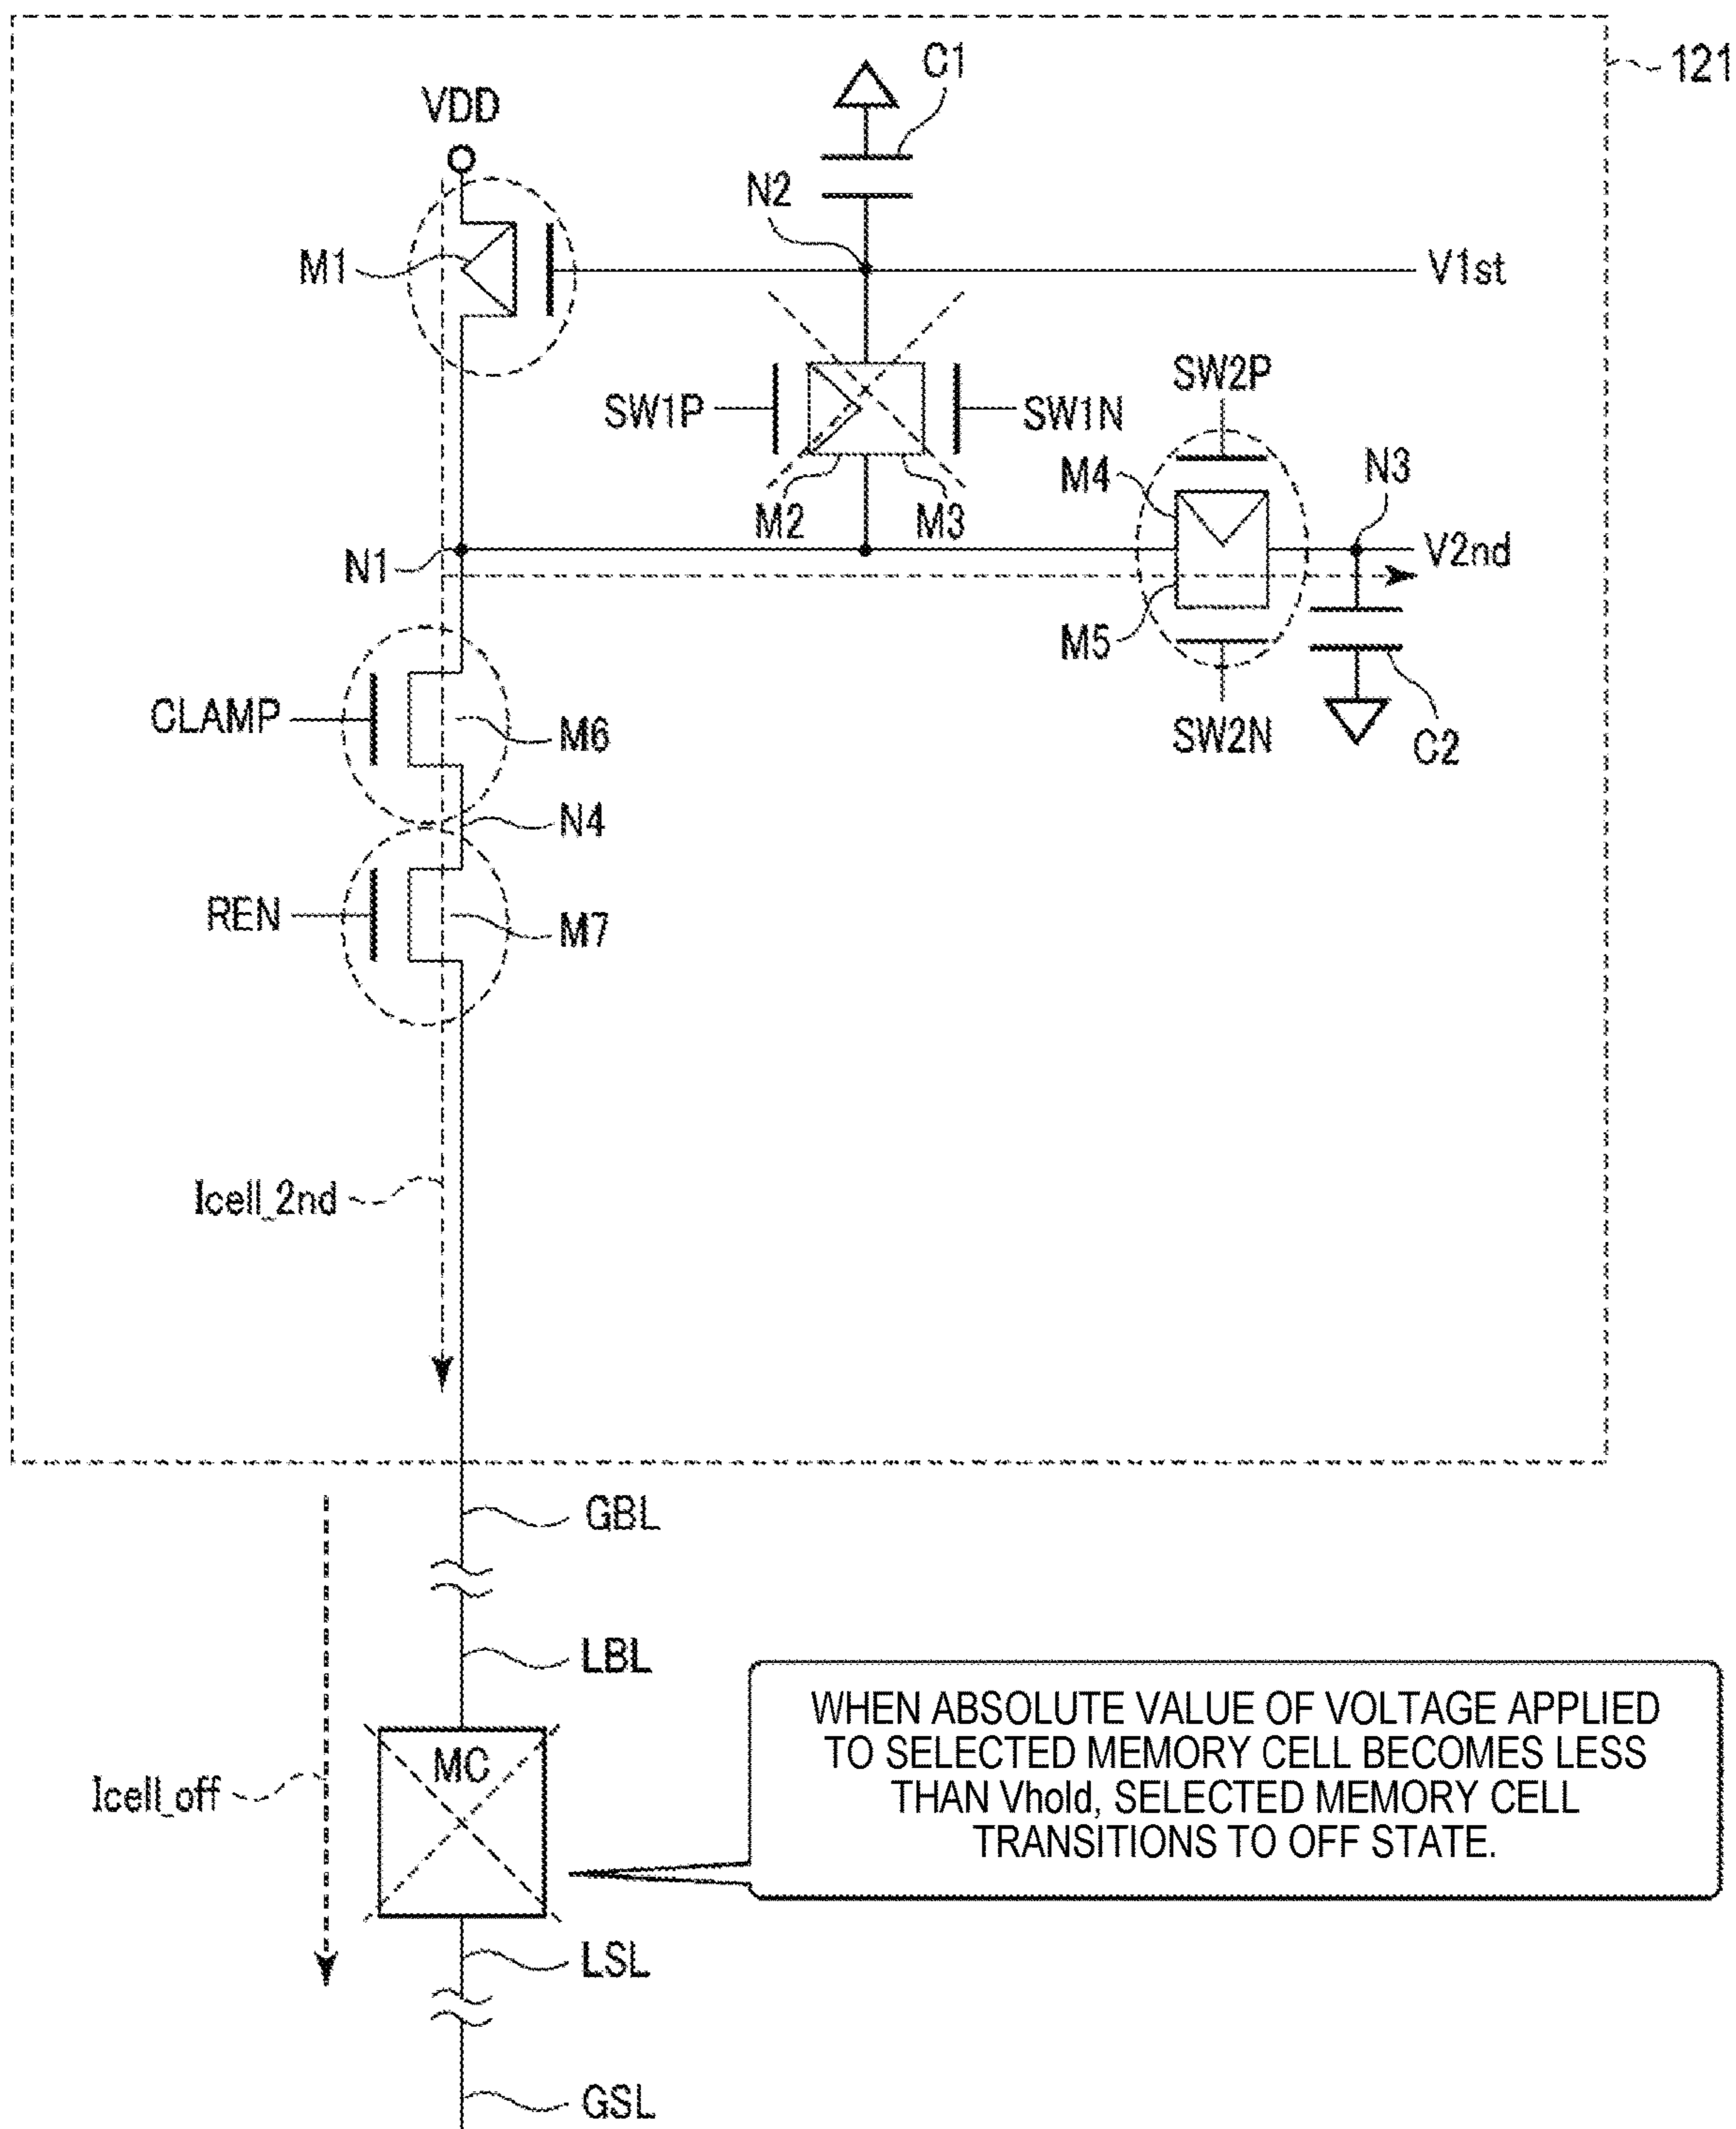 121
C1
VDD
N2
M1
V1st
SW2P
SW1P
SW1N
M4
N3
M2
M3
N1
V2nd
M5
CLAMP
M6
SW2N
C2
N4
REN
M7
Icell_2nd
GBL
LBL
WHEN ABSOLUTE VALUE OF VOLTAGE APPLIED
TO SELECTED MEMORY CELL BECOMES LESS
THAN Vhold, SELECTED MEMORY CELL
TRANSITIONS TO OFF STATE.
MC
Icell_off
LSL
GSL